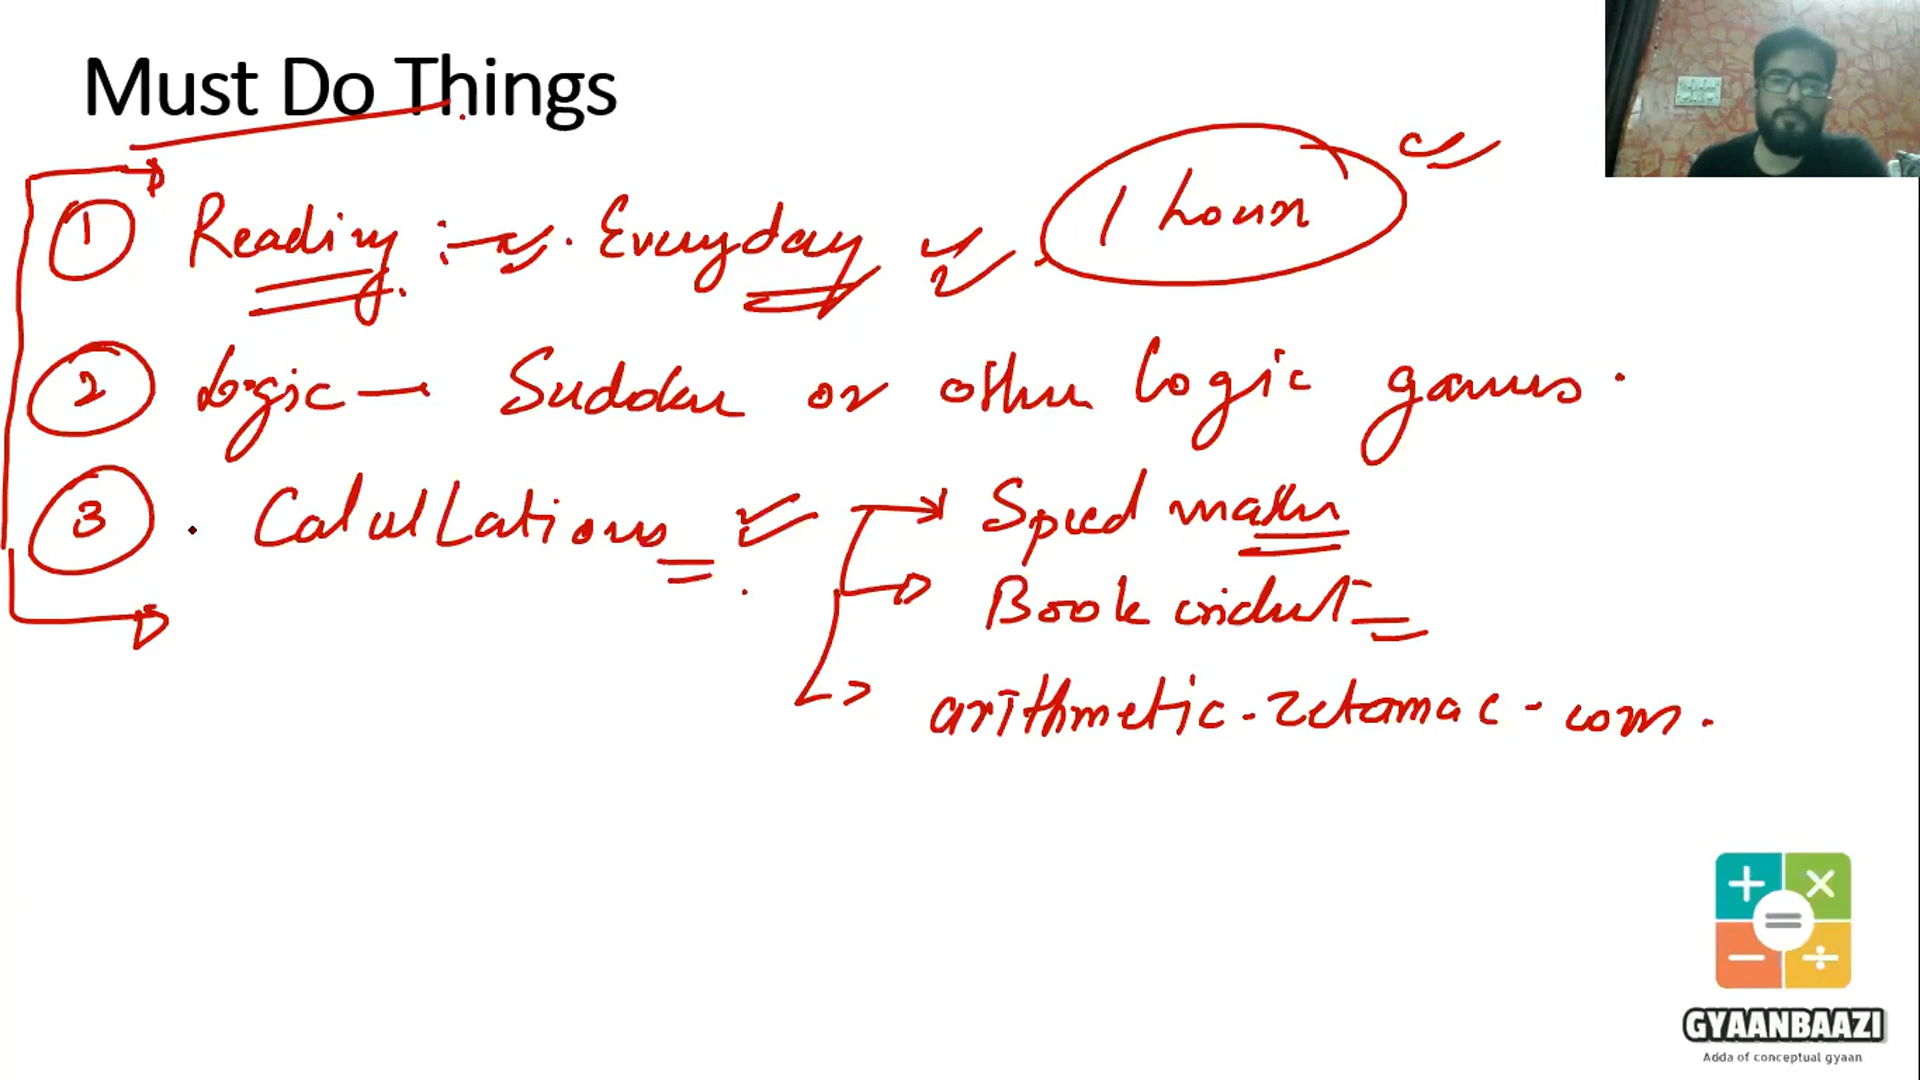 Must Do Things
1 Reading :- Everyday 1 hour
2 Logic - Sudoku or other logic games.
3 Calculations → Speed maths
→ Book cricket
→ arithmetic.zetamac.com.
GYAANBAAZI
Adda of conceptual gyaan